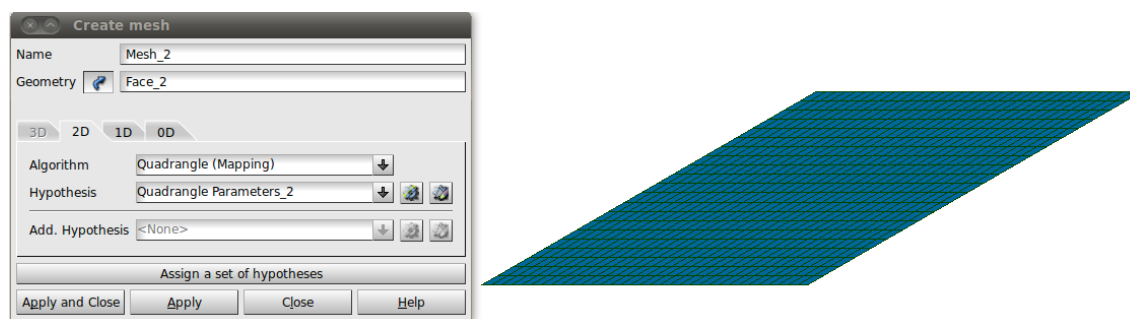 Create mesh
Name Mesh_2
Geometry Face_2
3D 2D 1D 0D
Algorithm Quadrangle (Mapping)
Hypothesis Quadrangle Parameters_2
Add. Hypothesis <None>
Assign a set of hypotheses
Apply and Close Apply Close Help